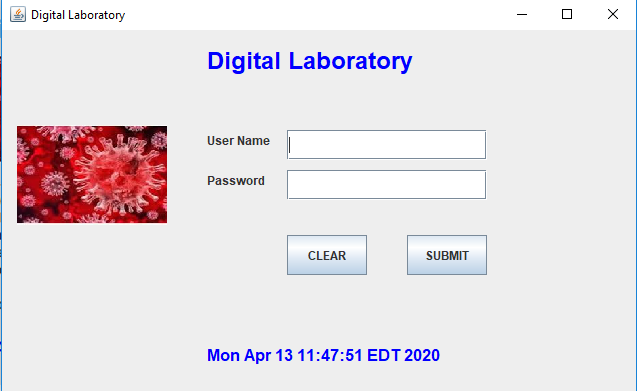 Digital Laboratory
Digital Laboratory
User Name
Password
CLEAR SUBMIT
Mon Apr 13 11:47:51 EDT 2020